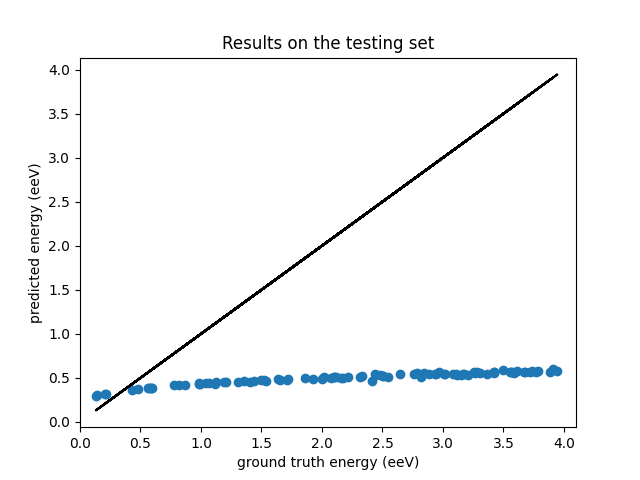 Results on the testing set
predicted energy (eeV)
4.0
3.5
3.0
2.5
2.0
1.5
1.0
0.5
0.0
0.0 0.5 1.0 1.5 2.0 2.5 3.0 3.5 4.0
ground truth energy (eeV)